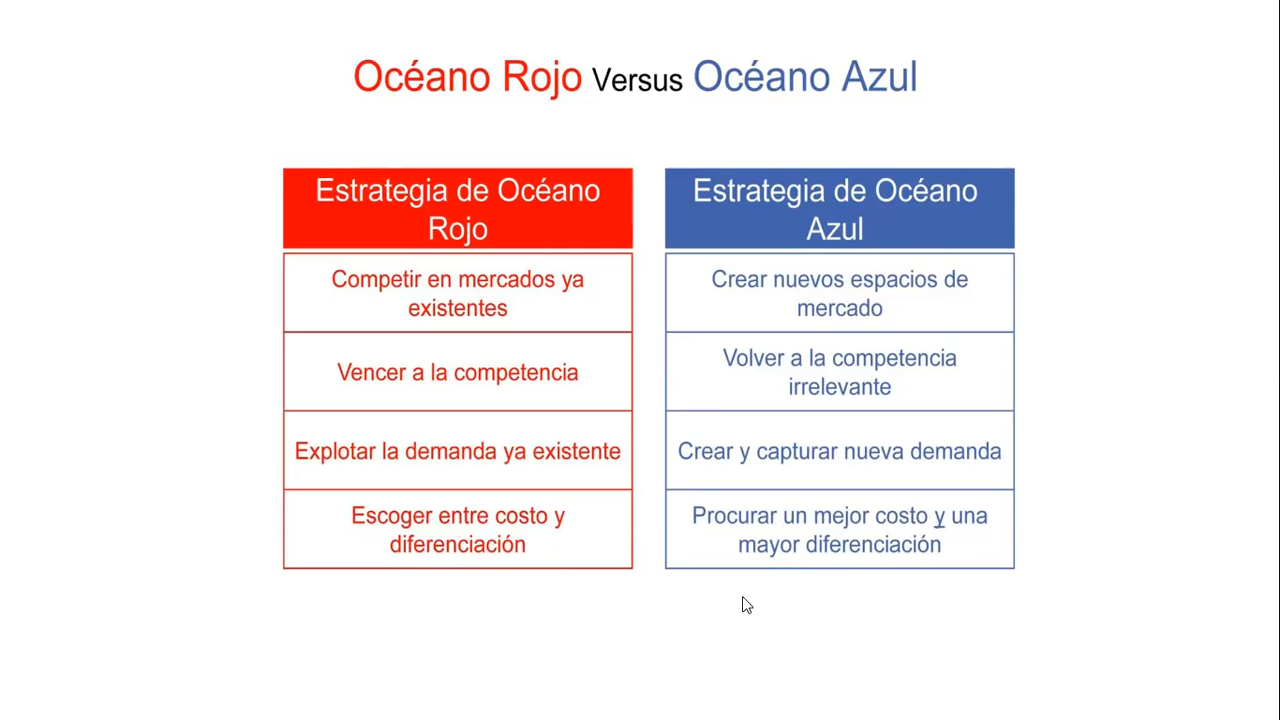 Océano Rojo Versus Océano Azul
Estrategia de Océano
Rojo
Competir en mercados ya
existentes
Vencer a la competencia
Explotar la demanda ya existente
Escoger entre costo y
diferenciación
Estrategia de Océano
Azul
Crear nuevos espacios de
mercado
Volver a la competencia
irrelevante
Crear y capturar nueva demanda
Procurar un mejor costo y una
mayor diferenciación